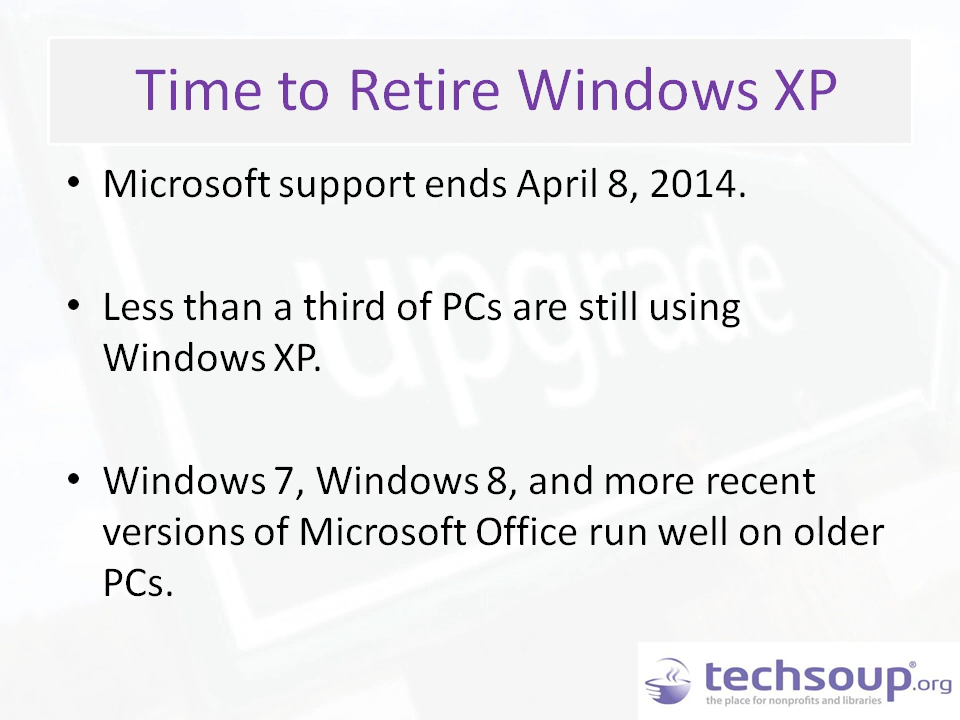 Time to Retire Windows XP
• Microsoft support ends April 8, 2014.
upgrade
• Less than a third of PCs are still using
Windows XP.
• Windows 7, Windows 8, and more recent
versions of Microsoft Office run well on older
PCs.
techsoup®.org
the place for nonprofits and libraries